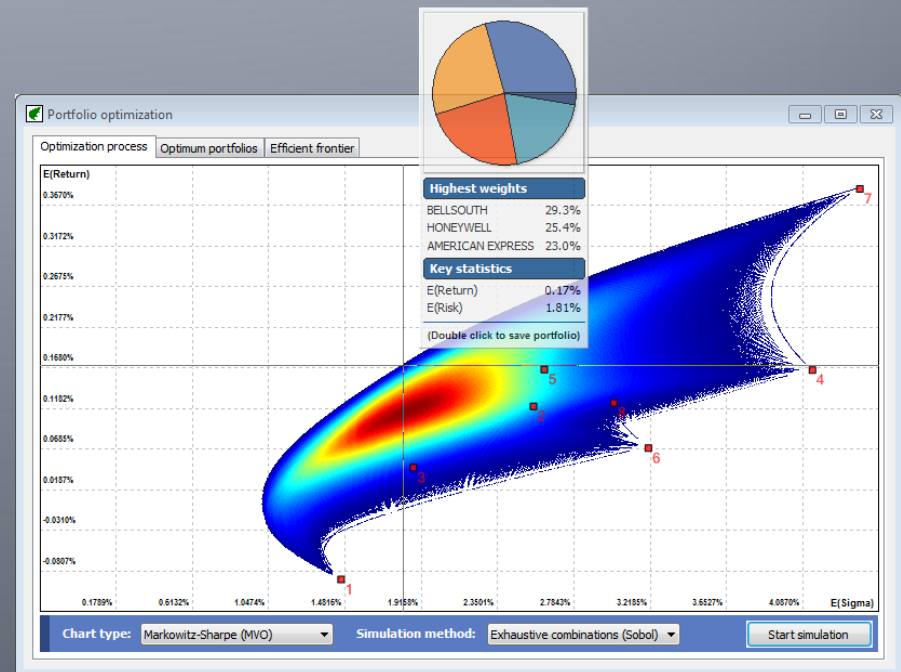 Portfolio optimization
Optimization process Optimum portfolios Efficient frontier
Highest weights
BELLSOUTH 29.3%
HONEYWELL 25.4%
AMERICAN EXPRESS 23.0%
Key statistics
E(Return) 0.17%
E(Risk) 1.81%
(Double click to save portfolio)
E(Return)
0.3670%
0.3172%
0.2675%
0.2177%
0.1680%
0.1182%
0.0685%
0.0187%
-0.0310%
-0.0807%
7
4
5
2
6
3
1
0.1789% 0.6132% 1.0474% 1.4816% 1.9158% 2.3501% 2.7843% 3.2185% 3.6527% 4.0870% E(Sigma)
Chart type: Markowitz-Sharpe (MVO) Simulation method: Exhaustive combinations (Sobol) Start simulation